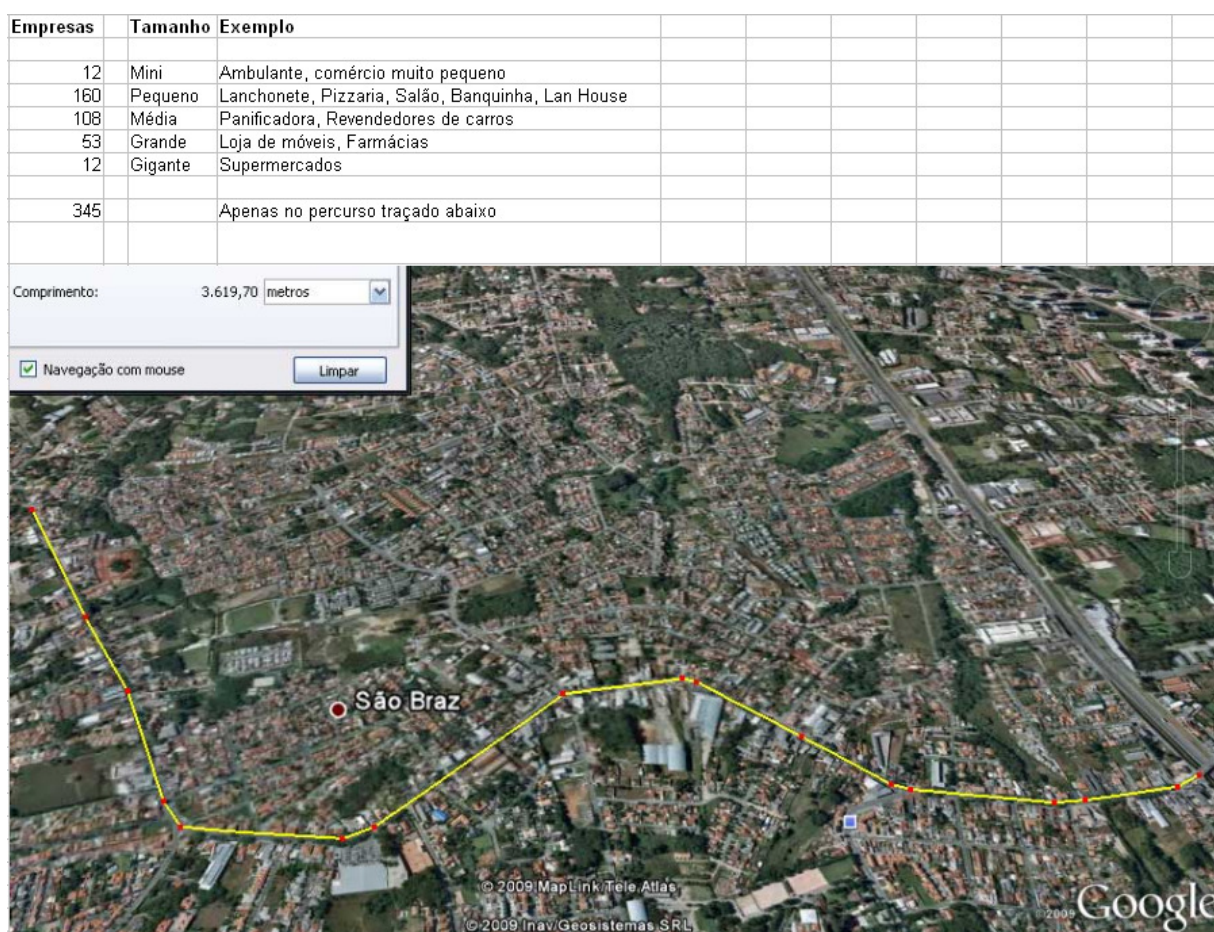 Empresas Tamanho Exemplo
12 Mini Ambulante, comércio muito pequeno
160 Pequeno Lanchonete, Pizzaria, Salão, Banquinha, Lan House
108 Média Panificadora, Revendedores de carros
53 Grande Loja de móveis, Farmácias
12 Gigante Supermercados
345 Apenas no percurso traçado abaixo
Comprimento: 3.619,70 metros
Navegação com mouse Limpar
São Braz
© 2009 MapLink/Tele Atlas
© 2009 Inav/Geosistemas SRL
©2009 Google